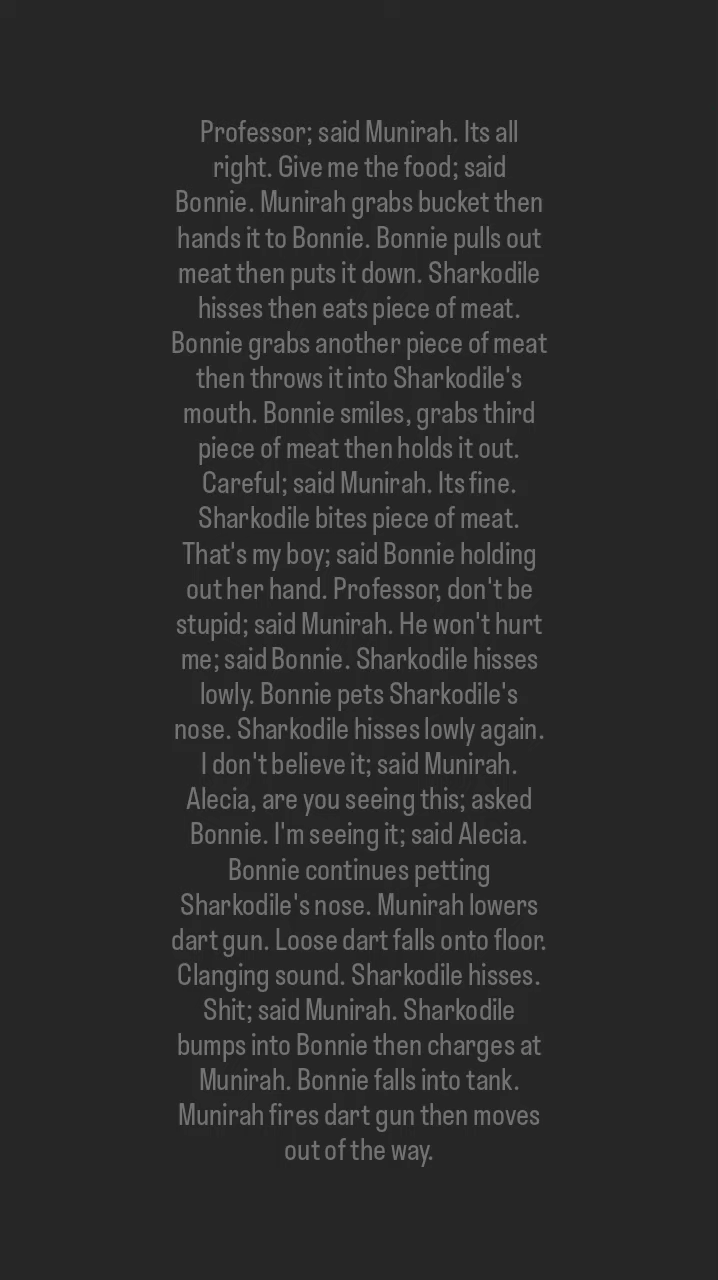 Professor; said Munirah. Its all
right. Give me the food; said
Bonnie. Munirah grabs bucket then
hands it to Bonnie. Bonnie pulls out
meat then puts it down. Sharkodile
hisses then eats piece of meat.
Bonnie grabs another piece of meat
then throws it into Sharkodile's
mouth. Bonnie smiles, grabs third
piece of meat then holds it out.
Careful; said Munirah. Its fine.
Sharkodile bites piece of meat.
That's my boy; said Bonnie holding
out her hand. Professor, don't be
stupid; said Munirah. He won't hurt
me; said Bonnie. Sharkodile hisses
lowly. Bonnie pets Sharkodile's
nose. Sharkodile hisses lowly again.
I don't believe it; said Munirah.
Alecia, are you seeing this; asked
Bonnie. I'm seeing it; said Alecia.
Bonnie continues petting
Sharkodile's nose. Munirah lowers
dart gun. Loose dart falls onto floor.
Clanging sound. Sharkodile hisses.
Shit; said Munirah. Sharkodile
bumps into Bonnie then charges at
Munirah. Bonnie falls into tank.
Munirah fires dart gun then moves
out of the way.